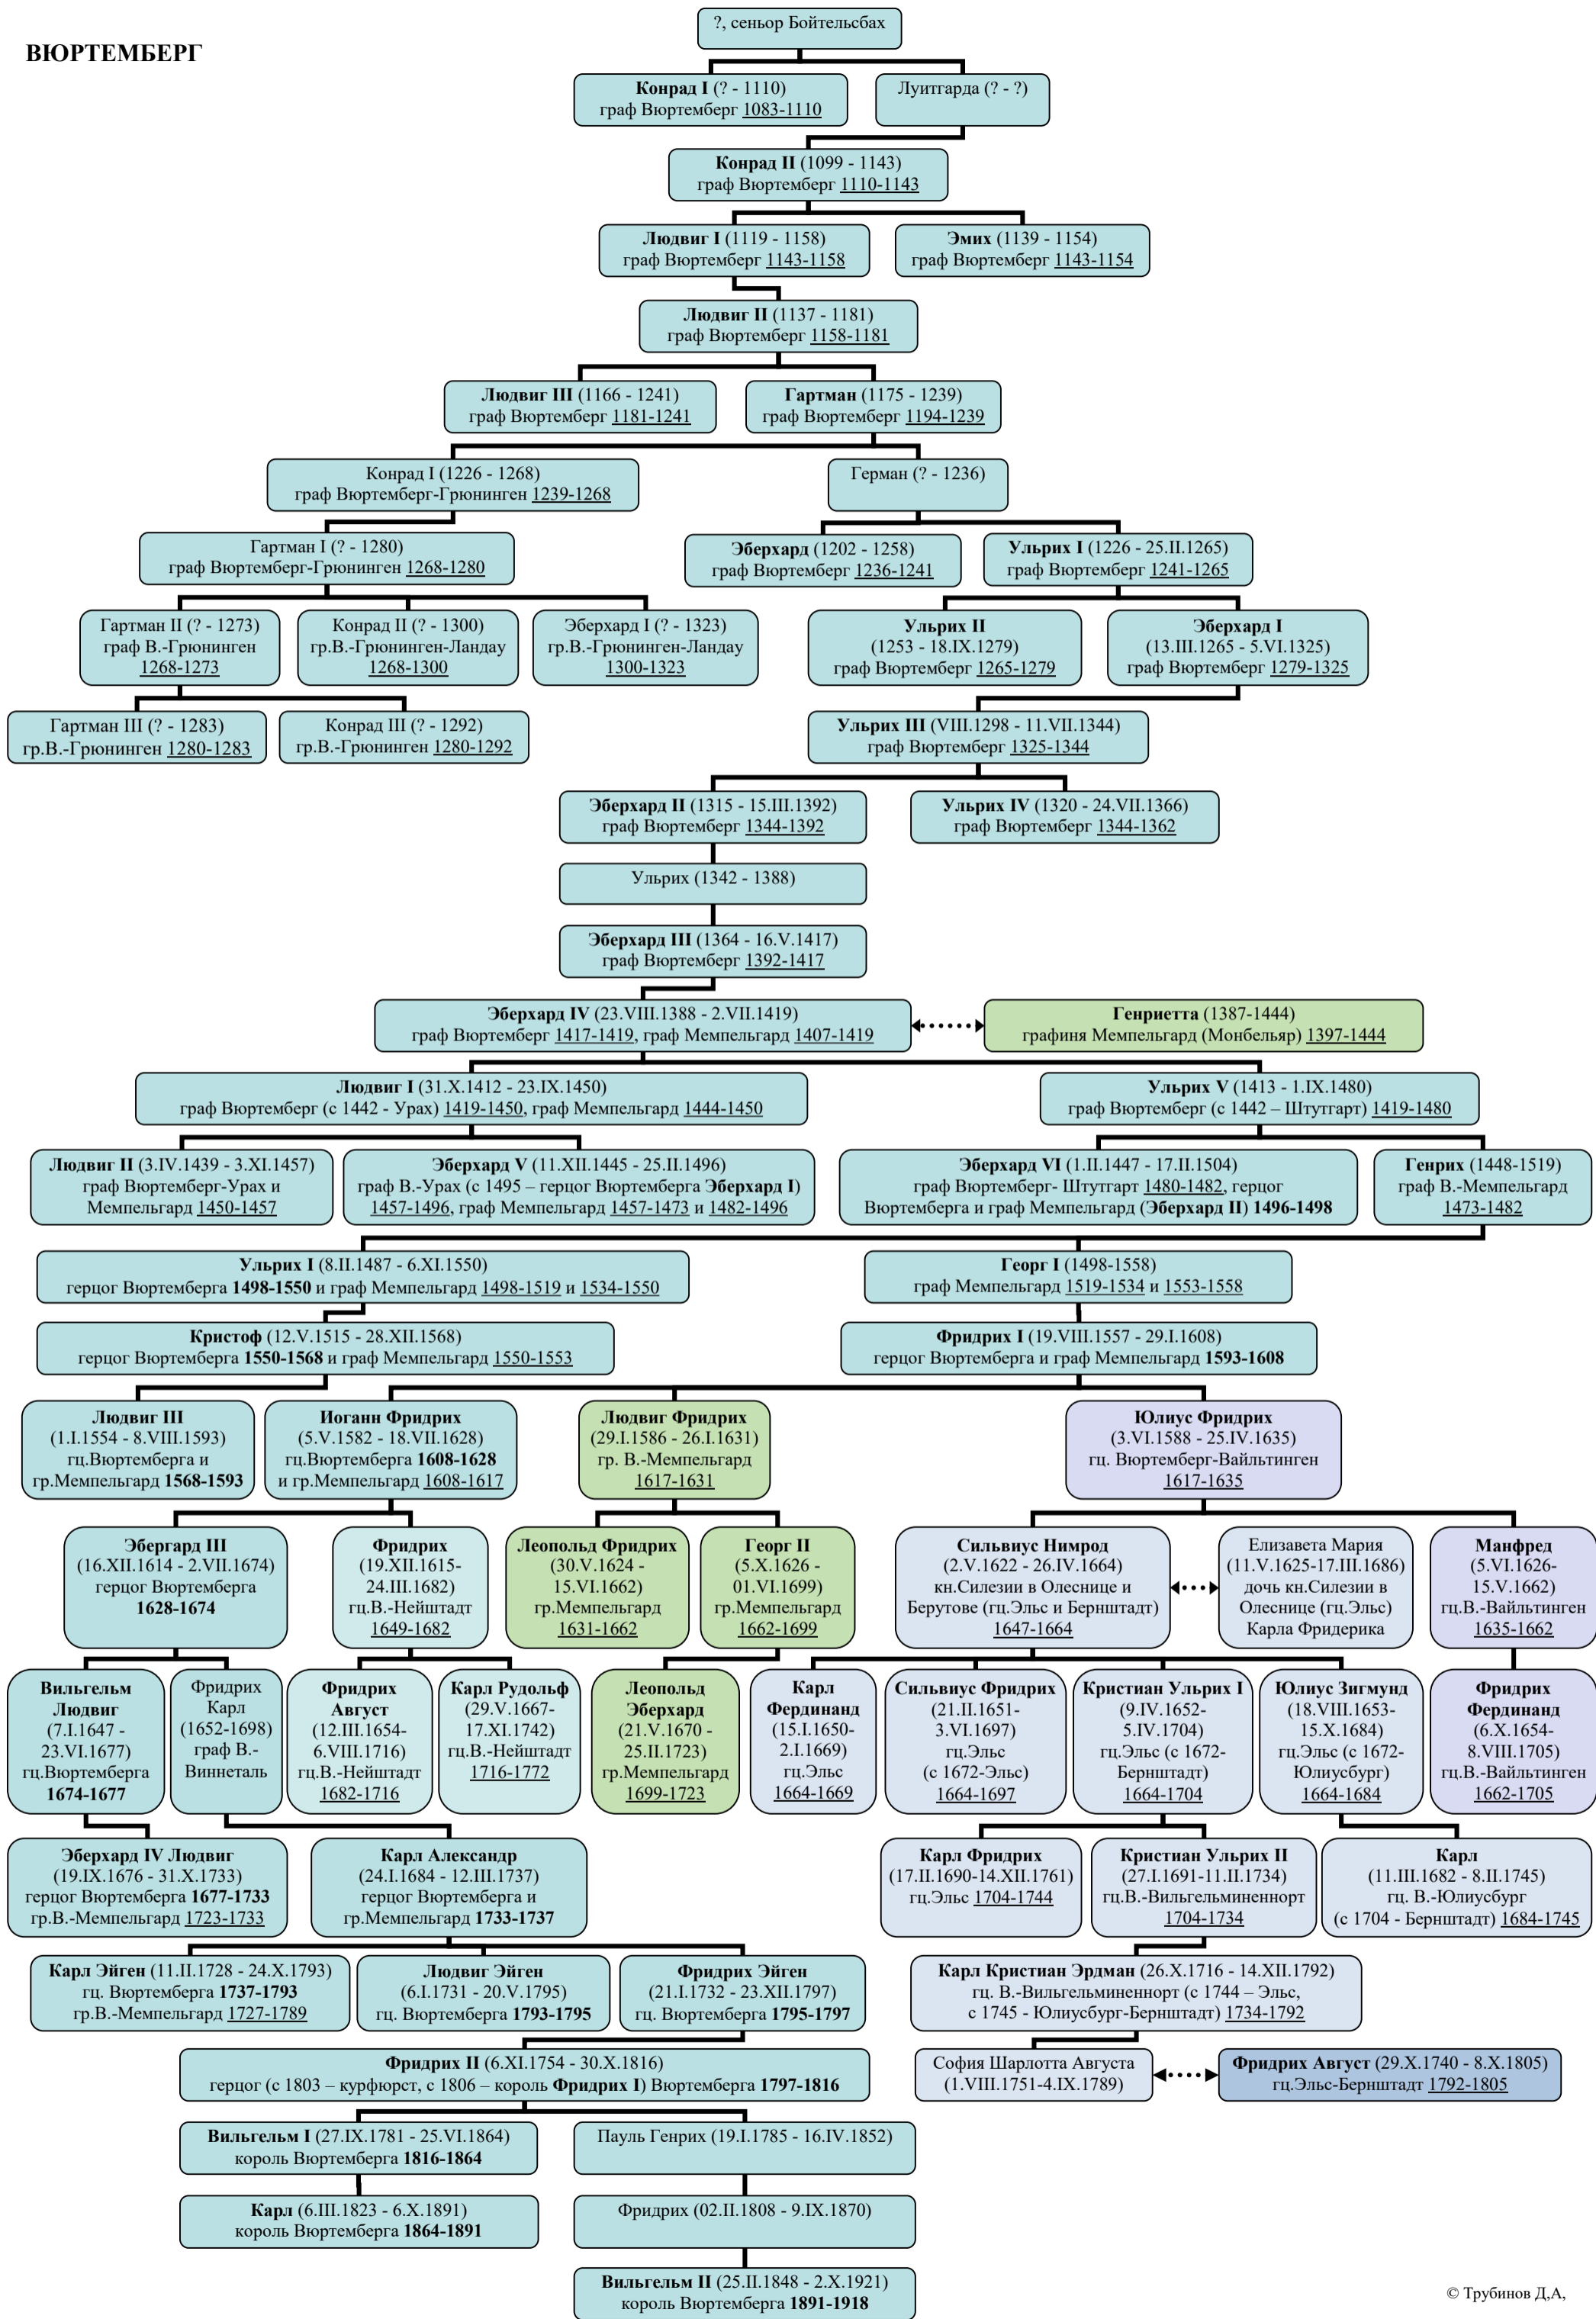 ВЮРТЕМБЕРГ
?, сеньор Бойтельсбах
Конрад I (? - 1110)
граф Вюртемберг 1083-1110
Луитгарда (? - ?)
Конрад II (1099 - 1143)
граф Вюртемберг 1110-1143
Людвиг I (1119 - 1158)
граф Вюртемберг 1143-1158
Эмих (1139 - 1154)
граф Вюртемберг 1143-1154
Людвиг II (1137 - 1181)
граф Вюртемберг 1158-1181
Людвиг III (1166 - 1241)
граф Вюртемберг 1181-1241
Гартман (1175 - 1239)
граф Вюртемберг 1194-1239
Конрад I (1226 - 1268)
граф Вюртемберг-Грюнинген 1239-1268
Герман (? - 1236)
Гартман I (? - 1280)
граф Вюртемберг-Грюнинген 1268-1280
Эберхард (1202 - 1258)
граф Вюртемберг 1236-1241
Ульрих I (1226 - 25.II.1265)
граф Вюртемберг 1241-1265
Гартман II (? - 1273)
граф В.-Грюнинген
1268-1273
Конрад II (? - 1300)
гр.В.-Грюнинген-Ландау
1268-1300
Эберхард I (? - 1323)
гр.В.-Грюнинген-Ландау
1300-1323
Ульрих II
(1253 - 18.IX.1279)
граф Вюртемберг 1265-1279
Эберхард I
(13.III.1265 - 5.VI.1325)
граф Вюртемберг 1279-1325
Гартман III (? - 1283)
гр.В.-Грюнинген 1280-1283
Конрад III (? - 1292)
гр.В.-Грюнинген 1280-1292
Ульрих III (VIII.1298 - 11.VII.1344)
граф Вюртемберг 1325-1344
Эберхард II (1315 - 15.III.1392)
граф Вюртемберг 1344-1392
Ульрих IV (1320 - 24.VII.1366)
граф Вюртемберг 1344-1362
Ульрих (1342 - 1388)
Эберхард III (1364 - 16.V.1417)
граф Вюртемберг 1392-1417
Эберхард IV (23.VIII.1388 - 2.VII.1419)
граф Вюртемберг 1417-1419, граф Мемпельгард 1407-1419
Генриетта (1387-1444)
графиня Мемпельгард (Монбельяр) 1397-1444
Людвиг I (31.X.1412 - 23.IX.1450)
граф Вюртемберг (с 1442 - Урах) 1419-1450, граф Мемпельгард 1444-1450
Ульрих V (1413 - 1.IX.1480)
граф Вюртемберг (с 1442 – Штутгарт) 1419-1480
Людвиг II (3.IV.1439 - 3.XI.1457)
граф Вюртемберг-Урах и
Мемпельгард 1450-1457
Эберхард V (11.XII.1445 - 25.II.1496)
граф В.-Урах (с 1495 – герцог Вюртемберга Эберхард I)
1457-1496, граф Мемпельгард 1457-1473 и 1482-1496
Эберхард VI (1.II.1447 - 17.II.1504)
граф Вюртемберг- Штутгарт 1480-1482, герцог
Вюртемберга и граф Мемпельгард (Эберхард II) 1496-1498
Генрих (1448-1519)
граф В.-Мемпельгард
1473-1482
Ульрих I (8.II.1487 - 6.XI.1550)
герцог Вюртемберга 1498-1550 и граф Мемпельгард 1498-1519 и 1534-1550
Георг I (1498-1558)
граф Мемпельгард 1519-1534 и 1553-1558
Кристоф (12.V.1515 - 28.XII.1568)
герцог Вюртемберга 1550-1568 и граф Мемпельгард 1550-1553
Фридрих I (19.VIII.1557 - 29.I.1608)
герцог Вюртемберга и граф Мемпельгард 1593-1608
Людвиг III
(1.I.1554 - 8.VIII.1593)
гц.Вюртемберга и
гр.Мемпельгард 1568-1593
Иоганн Фридрих
(5.V.1582 - 18.VII.1628)
гц.Вюртемберга 1608-1628
и гр.Мемпельгард 1608-1617
Людвиг Фридрих
(29.I.1586 - 26.I.1631)
гр. В.-Мемпельгард
1617-1631
Юлиус Фридрих
(3.VI.1588 - 25.IV.1635)
гц. Вюртемберг-Вайльтинген
1617-1635
Эбергард III
(16.XII.1614 - 2.VII.1674)
герцог Вюртемберга
1628-1674
Фридрих
(19.XII.1615-
24.III.1682)
гц.В.-Нейштадт
1649-1682
Леопольд Фридрих
(30.V.1624 -
15.VI.1662)
гр.Мемпельгард
1631-1662
Георг II
(5.X.1626 -
01.VI.1699)
гр.Мемпельгард
1662-1699
Сильвиус Нимрод
(2.V.1622 - 26.IV.1664)
кн.Силезии в Олеснице и
Берутове (гц.Эльс и Бернштадт)
1647-1664
Елизавета Мария
(11.V.1625-17.III.1686)
дочь кн.Силезии в
Олеснице (гц.Эльс)
Карла Фридерика
Манфред
(5.VI.1626-
15.V.1662)
гц.В.-Вайльтинген
1635-1662
Вильгельм
Людвиг
(7.I.1647 -
23.VI.1677)
гц.Вюртемберга
1674-1677
Фридрих
Карл
(1652-1698)
граф В.-
Виннеталь
Фридрих
Август
(12.III.1654-
6.VIII.1716)
гц.В.-Нейштадт
1682-1716
Карл Рудольф
(29.V.1667-
17.XI.1742)
гц.В.-Нейштадт
1716-1772
Леопольд
Эберхард
(21.V.1670 -
25.II.1723)
гр.Мемпельгард
1699-1723
Карл
Фердинанд
(15.I.1650-
2.I.1669)
гц.Эльс
1664-1669
Сильвиус Фридрих
(21.II.1651-
3.VI.1697)
гц.Эльс
(с 1672-Эльс)
1664-1697
Кристиан Ульрих I
(9.IV.1652-
5.IV.1704)
гц.Эльс (с 1672-
Бернштадт)
1664-1704
Юлиус Зигмунд
(18.VIII.1653-
15.X.1684)
гц.Эльс (с 1672-
Юлиусбург)
1664-1684
Фридрих
Фердинанд
(6.X.1654-
8.VIII.1705)
гц.В.-Вайльтинген
1662-1705
Эберхард IV Людвиг
(19.IX.1676 - 31.X.1733)
герцог Вюртемберга 1677-1733
гр.В.-Мемпельгард 1723-1733
Карл Александр
(24.I.1684 - 12.III.1737)
герцог Вюртемберга и
гр.Мемпельгард 1733-1737
Карл Фридрих
(17.II.1690-14.XII.1761)
гц.Эльс 1704-1744
Кристиан Ульрих II
(27.I.1691-11.II.1734)
гц.В.-Вильгельминеннорт
1704-1734
Карл
(11.III.1682 - 8.II.1745)
гц. В.-Юлиусбург
(с 1704 - Бернштадт) 1684-1745
Карл Эйген (11.II.1728 - 24.X.1793)
гц. Вюртемберга 1737-1793
гр.В.-Мемпельгард 1727-1789
Людвиг Эйген
(6.I.1731 - 20.V.1795)
гц. Вюртемберга 1793-1795
Фридрих Эйген
(21.I.1732 - 23.XII.1797)
гц. Вюртемберга 1795-1797
Карл Кристиан Эрдман (26.X.1716 - 14.XII.1792)
гц. В.-Вильгельминеннорт (с 1744 – Эльс,
с 1745 - Юлиусбург-Бернштадт) 1734-1792
Фридрих II (6.XI.1754 - 30.X.1816)
герцог (с 1803 – курфюрст, с 1806 – король Фридрих I) Вюртемберга 1797-1816
София Шарлотта Августа
(1.VIII.1751-4.IX.1789)
Фридрих Август (29.X.1740 - 8.X.1805)
гц.Эльс-Бернштадт 1792-1805
Вильгельм I (27.IX.1781 - 25.VI.1864)
король Вюртемберга 1816-1864
Пауль Генрих (19.I.1785 - 16.IV.1852)
Карл (6.III.1823 - 6.X.1891)
король Вюртемберга 1864-1891
Фридрих (02.II.1808 - 9.IX.1870)
Вильгельм II (25.II.1848 - 2.X.1921)
король Вюртемберга 1891-1918
© Трубинов Д,А,